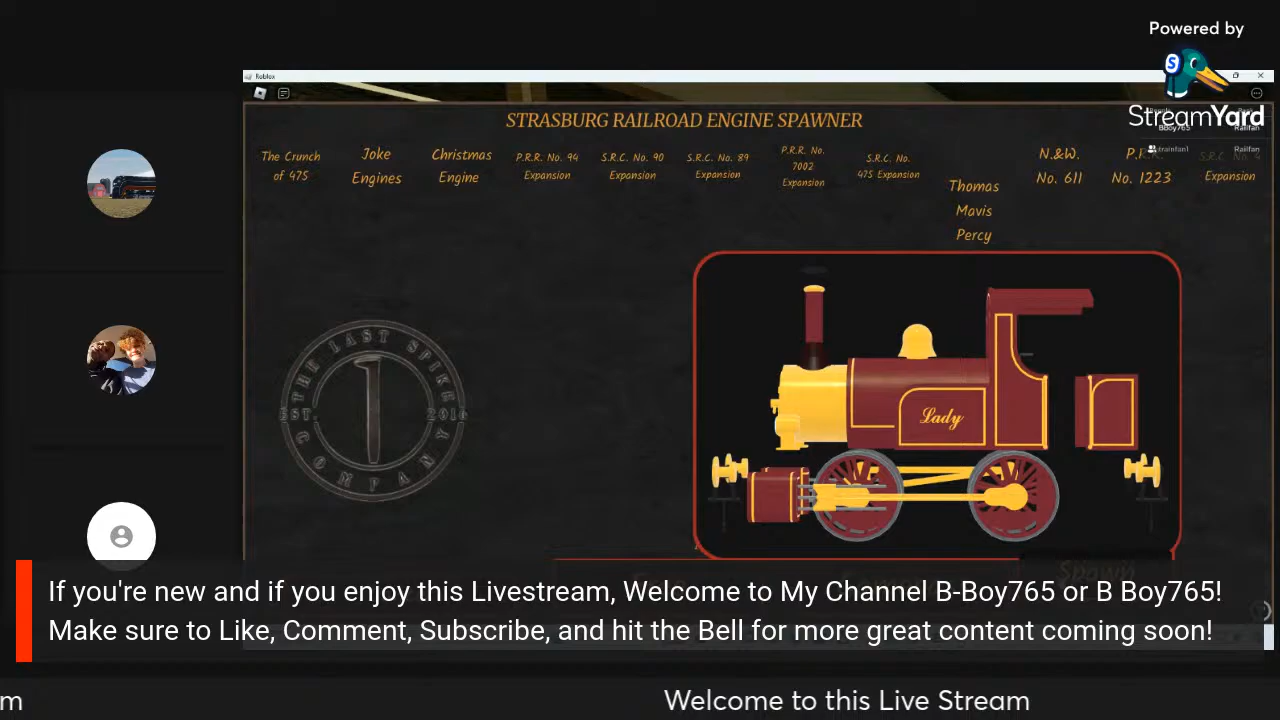 Powered by
StreamYard
Roblox
BBoy765
Railfan
Railfan
STRASBURG RAILROAD ENGINE SPAWNER
The Crunch
of 475
Joke
Engines
Christmas
Engine
P.R.R. No. 94
Expansion
S.R.C. No. 90
Expansion
S.R.C. No. 89
Expansion
P.R.R. No.
7002
Expansion
S.R.C. No.
475 Expansion
Thomas
Mavis
Percy
N.&W.
No. 611
P.R.R.
No. 1223
Expansion
THE LAST SPIKE
EST. 2016
COMPANY
Lady
Spawn
If you're new and if you enjoy this Livestream, Welcome to My Channel B-Boy765 or B Boy765!
Make sure to Like, Comment, Subscribe, and hit the Bell for more great content coming soon!
m
Welcome to this Live Stream